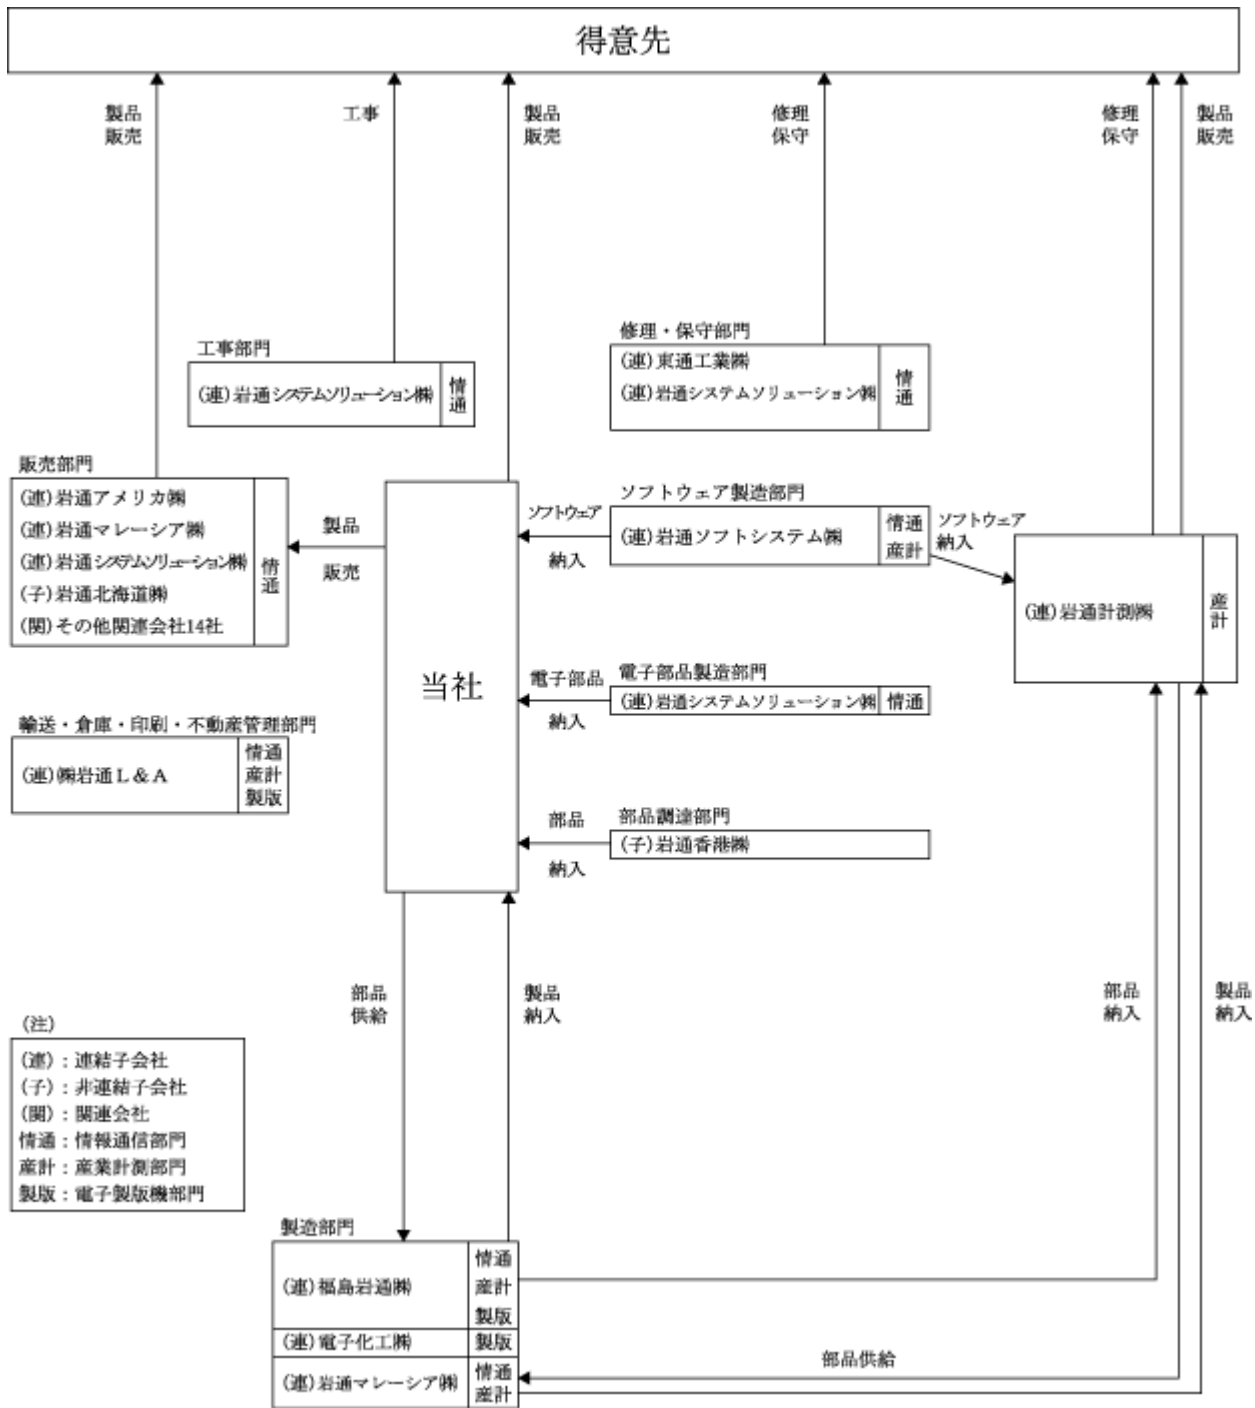 得意先
製品
販売
工事
製品
販売
修理
保守
修理
保守
製品
販売
工事部門
(連)岩通システムソリューション㈱
情通
修理・保守部門
(連)東通工業㈱
(連)岩通システムソリューション㈱
情通
販売部門
(連)岩通アメリカ㈱
(連)岩通マレーシア㈱
(連)岩通システムソリューション㈱
(子)岩通北海道㈱
(関)その他関連会社14社
情通
製品
販売
当社
ソフトウェア
納入
ソフトウェア製造部門
(連)岩通ソフトシステム㈱
情通
産計
ソフトウェア
納入
(連)岩通計測㈱
産計
電子部品
納入
電子部品製造部門
(連)岩通システムソリューション㈱
情通
輸送・倉庫・印刷・不動産管理部門
(連)㈱岩通L&A
情通
産計
製版
部品
納入
部品調達部門
(子)岩通香港㈱
部品
供給
製品
納入
部品
納入
製品
納入
(注)
(連):連結子会社
(子):非連結子会社
(関):関連会社
情通:情報通信部門
産計:産業計測部門
製版:電子製版機部門
製造部門
(連)福島岩通㈱
情通
産計
製版
(連)電子化工㈱
製版
(連)岩通マレーシア㈱
情通
産計
部品供給